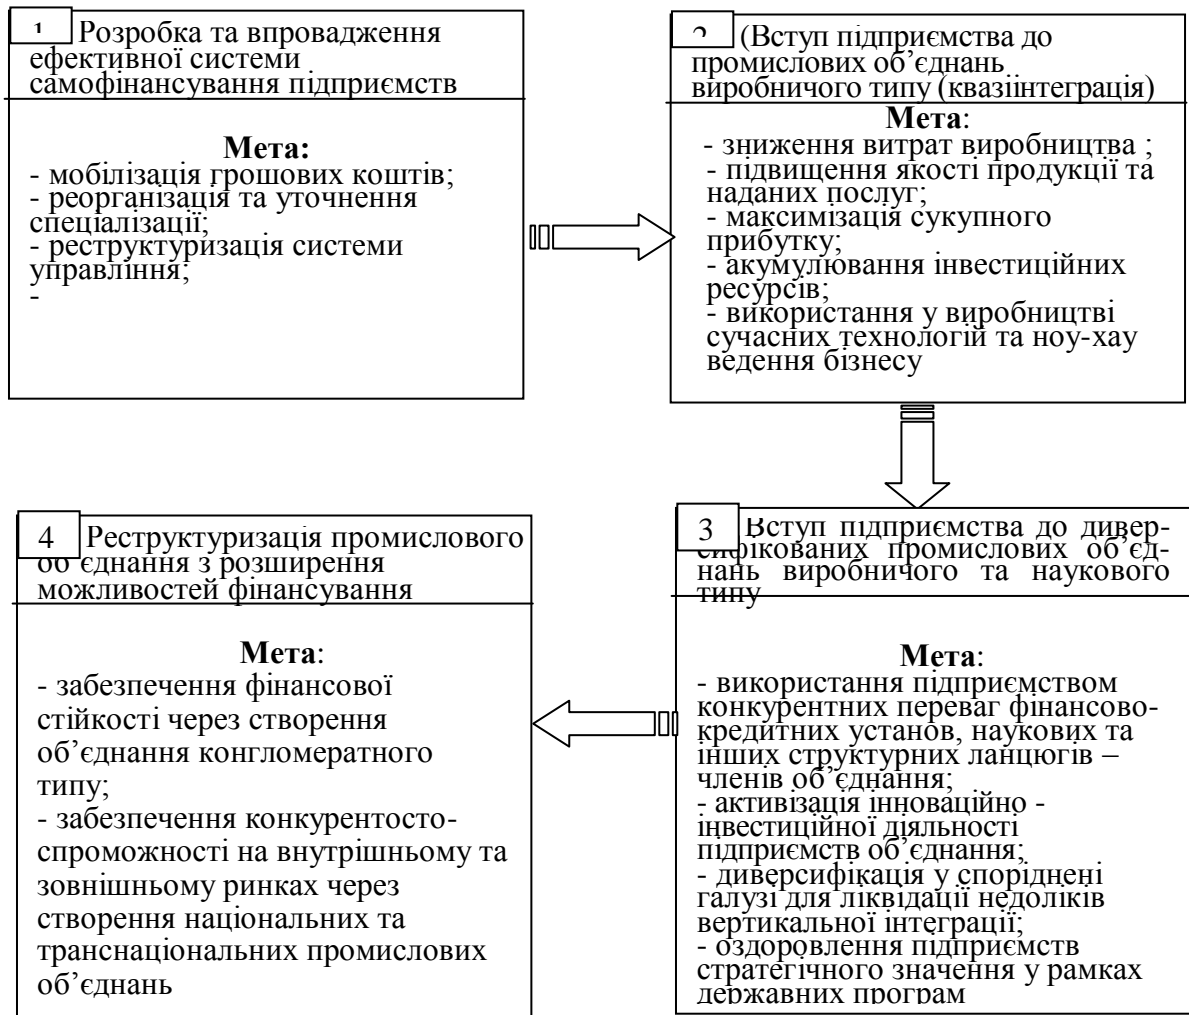 1 Розробка та впровадження
ефективної системи
самофінансування підприємств
Мета:
- мобілізація грошових коштів;
- реорганізація та уточнення
спеціалізації;
- реструктуризація системи
управління;
-
2 (Вступ підприємства до
промислових об’єднань
виробничого типу (квазіінтеграція)
Мета:
- зниження витрат виробництва ;
- підвищення якості продукції та
наданих послуг;
- максимізація сукупного
прибутку;
- акумулювання інвестиційних
ресурсів;
- використання у виробництві
сучасних технологій та ноу-хау
ведення бізнесу
3 Вступ підприємства до дивер-
сифікованих промислових об’єд-
нань виробничого та наукового
типу
Мета:
- використання підприємством
конкурентних переваг фінансово-
кредитних установ, наукових та
інших структурних ланцюгів –
членів об’єднання;
- активізація інноваційно -
інвестиційної діяльності
підприємств об’єднання;
- диверсифікація у споріднені
галузі для ліквідації недоліків
вертикальної інтеграції;
- оздоровлення підприємств
стратегічного значення у рамках
державних програм
4 Реструктуризація промислового
об’єднання з розширення
можливостей фінансування
Мета:
- забезпечення фінансової
стійкості через створення
об’єднання конгломератного
типу;
- забезпечення конкурентосто-
спроможності на внутрішньому та
зовнішньому ринках через
створення національних та
транснаціональних промислових
об’єднань